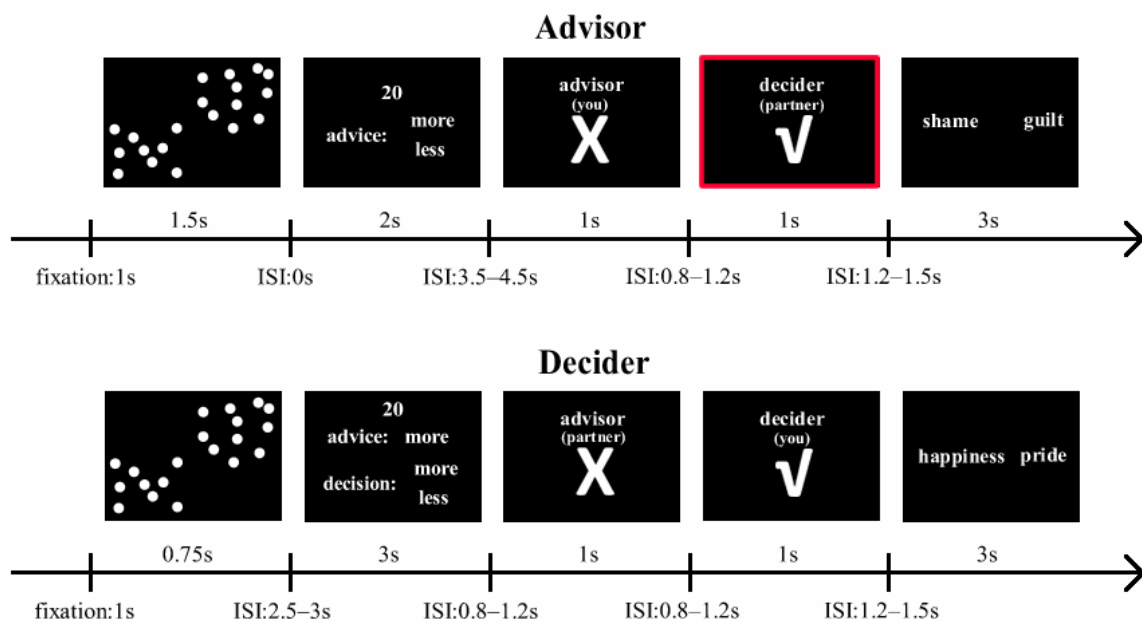 Advisor
20
advice:
more
less
advisor
(you)
X
decider
(partner)
√
shame guilt
1.5s 2s 1s 1s 3s
fixation:1s ISI:0s ISI:3.5–4.5s ISI:0.8–1.2s ISI:1.2–1.5s
Decider
20
advice: more
decision:
more
less
advisor
(partner)
X
decider
(you)
√
happiness pride
0.75s 3s 1s 1s 3s
fixation:1s ISI:2.5–3s ISI:0.8–1.2s ISI:0.8–1.2s ISI:1.2–1.5s